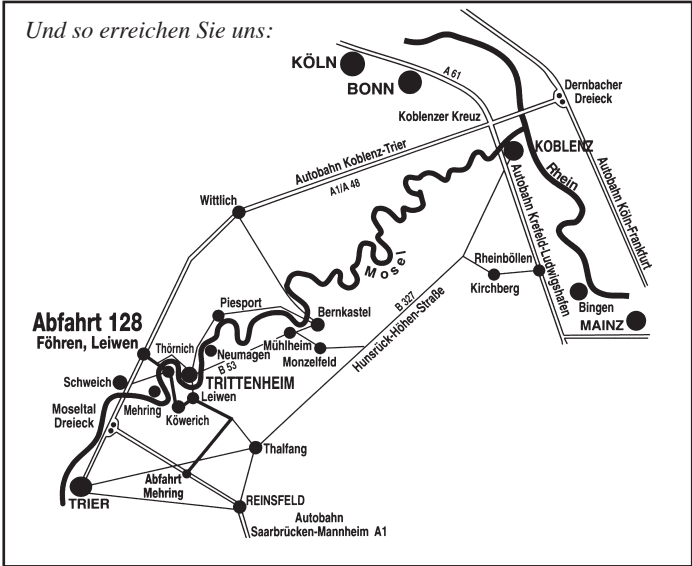 Und so erreichen Sie uns:
KÖLN
BONN
A 61
Dernbacher
Dreieck
Koblenzer Kreuz
KOBLENZ
Autobahn Koblenz-Trier
A1/A 48
Rhein
Autobahn Köln-Frankfurt
Autobahn Krefeld-Ludwigshafen
Wittlich
Mosel
Rheinböllen
Kirchberg
Bingen
MAINZ
B 327
Hunsrück-Höhen-Straße
Piesport
Bernkastel
Abfahrt 128
Föhren, Leiwen
Thörnich
Mühlheim
Neumagen
Monzelfeld
B 53
Schweich
TRITTENHEIM
Leiwen
Mehring
Moseltal
Dreieck
Köwerich
Thalfang
Abfahrt
Mehring
TRIER
REINSFELD
Autobahn
Saarbrücken-Mannheim A1